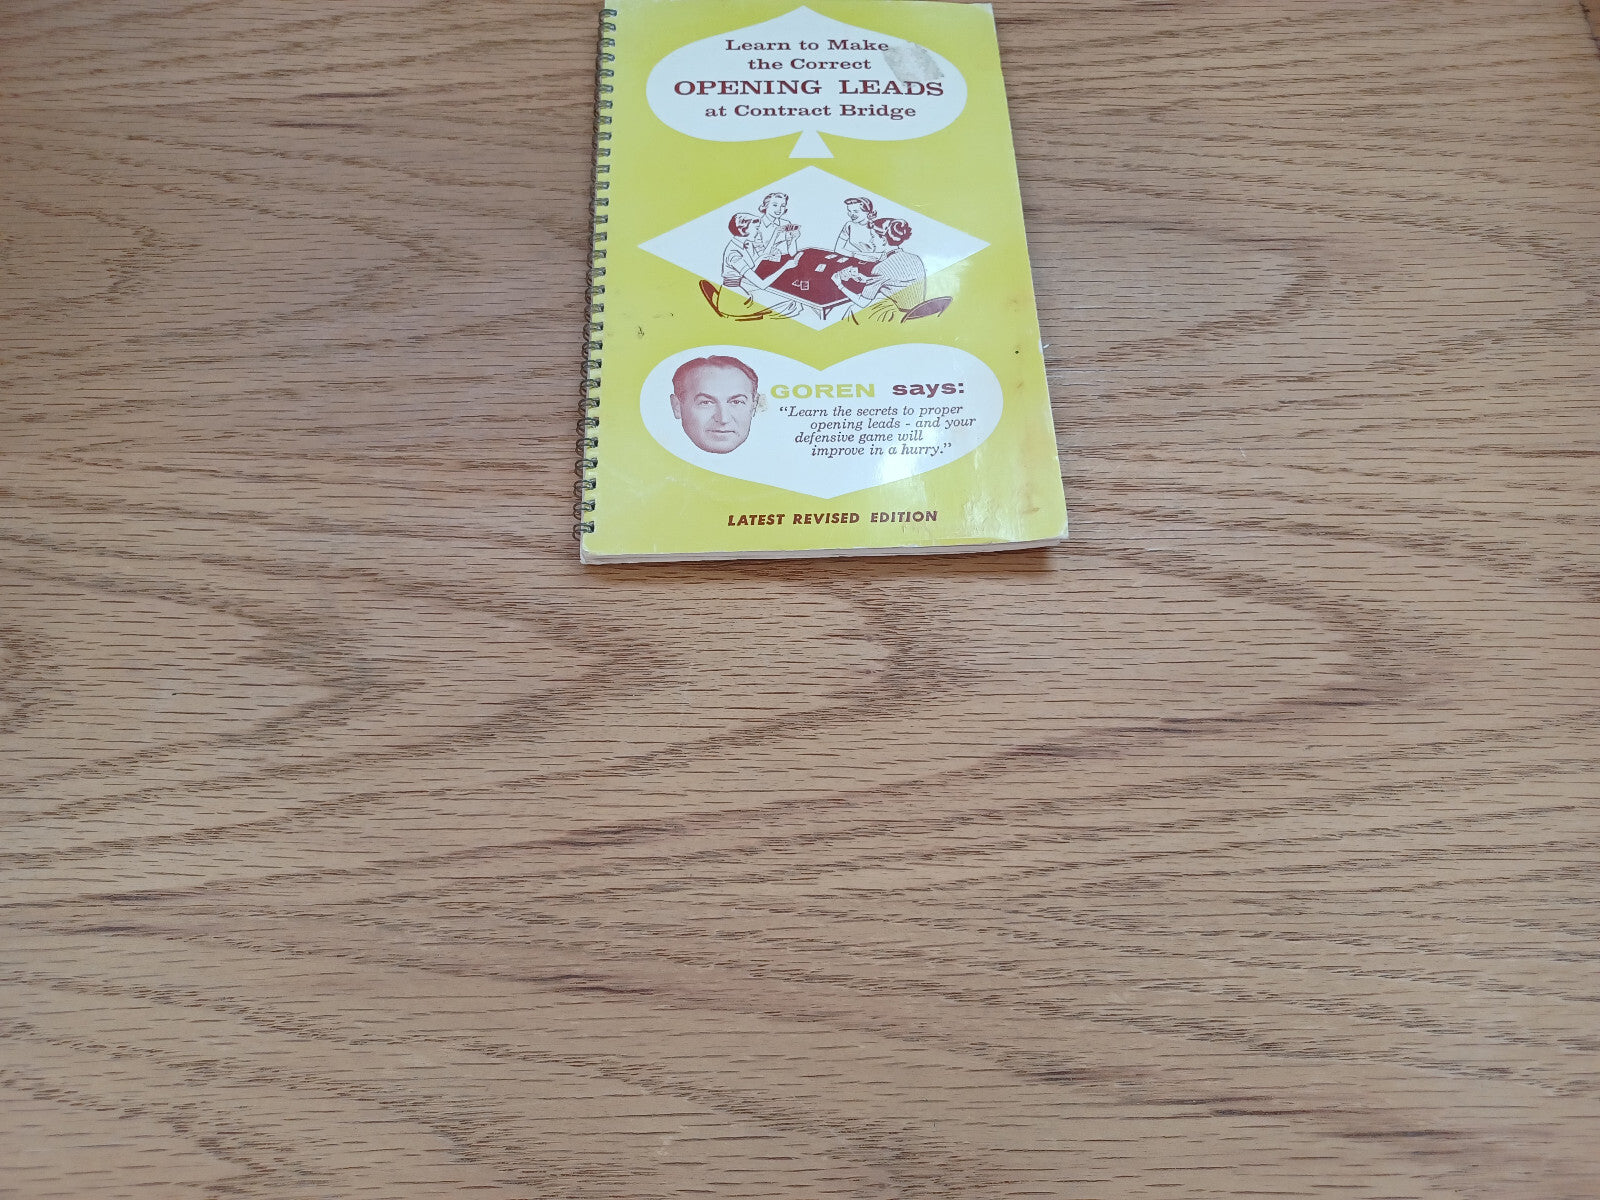 Learn to Make
the Correct
OPENING LEADS
at Contract Bridge
GOREN says:
"Learn the secrets to proper
opening leads - and your
defensive game will
improve in a hurry."
LATEST REVISED EDITION